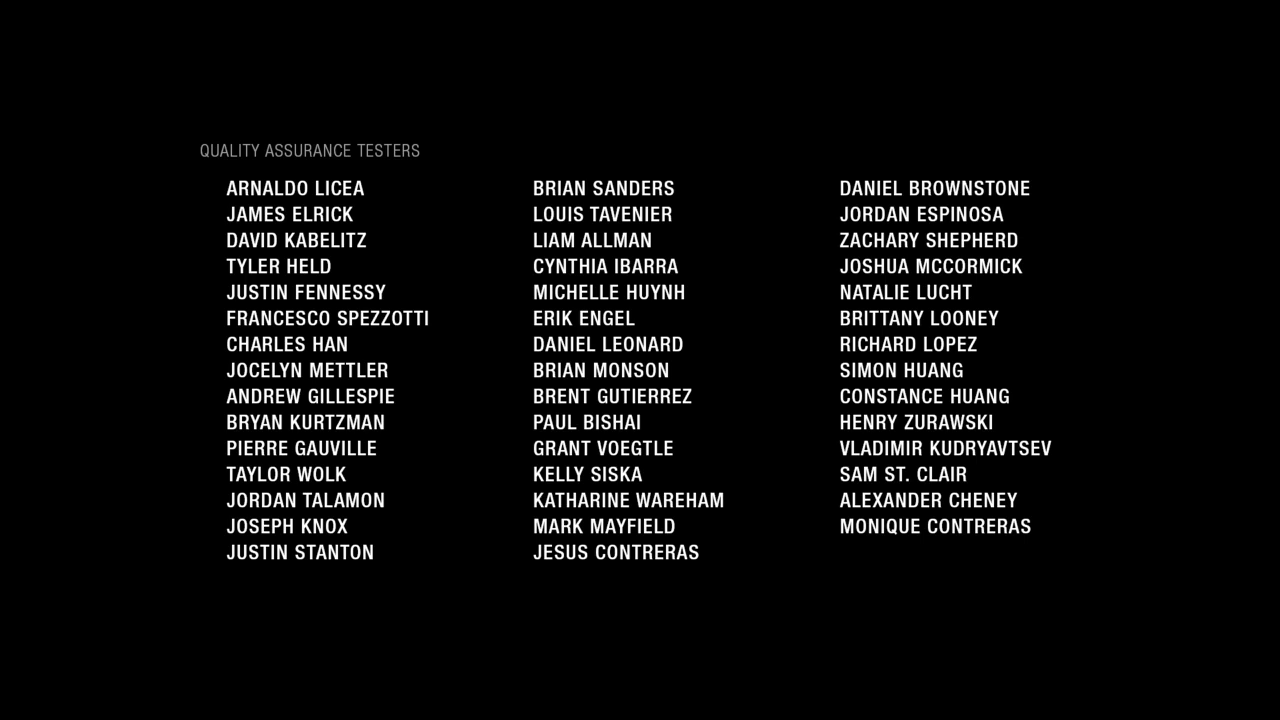 QUALITY ASSURANCE TESTERS
ARNALDO LICEA
JAMES ELRICK
DAVID KABELITZ
TYLER HELD
JUSTIN FENNESSY
FRANCESCO SPEZZOTTI
CHARLES HAN
JOCELYN METTLER
ANDREW GILLESPIE
BRYAN KURTZMAN
PIERRE GAUVILLE
TAYLOR WOLK
JORDAN TALAMON
JOSEPH KNOX
JUSTIN STANTON
BRIAN SANDERS
LOUIS TAVENIER
LIAM ALLMAN
CYNTHIA IBARRA
MICHELLE HUYNH
ERIK ENGEL
DANIEL LEONARD
BRIAN MONSON
BRENT GUTIERREZ
PAUL BISHAI
GRANT VOEGTLE
KELLY SISKA
KATHARINE WAREHAM
MARK MAYFIELD
JESUS CONTRERAS
DANIEL BROWNSTONE
JORDAN ESPINOSA
ZACHARY SHEPHERD
JOSHUA MCCORMICK
NATALIE LUCHT
BRITTANY LOONEY
RICHARD LOPEZ
SIMON HUANG
CONSTANCE HUANG
HENRY ZURAWSKI
VLADIMIR KUDRYAVTSEV
SAM ST. CLAIR
ALEXANDER CHENEY
MONIQUE CONTRERAS